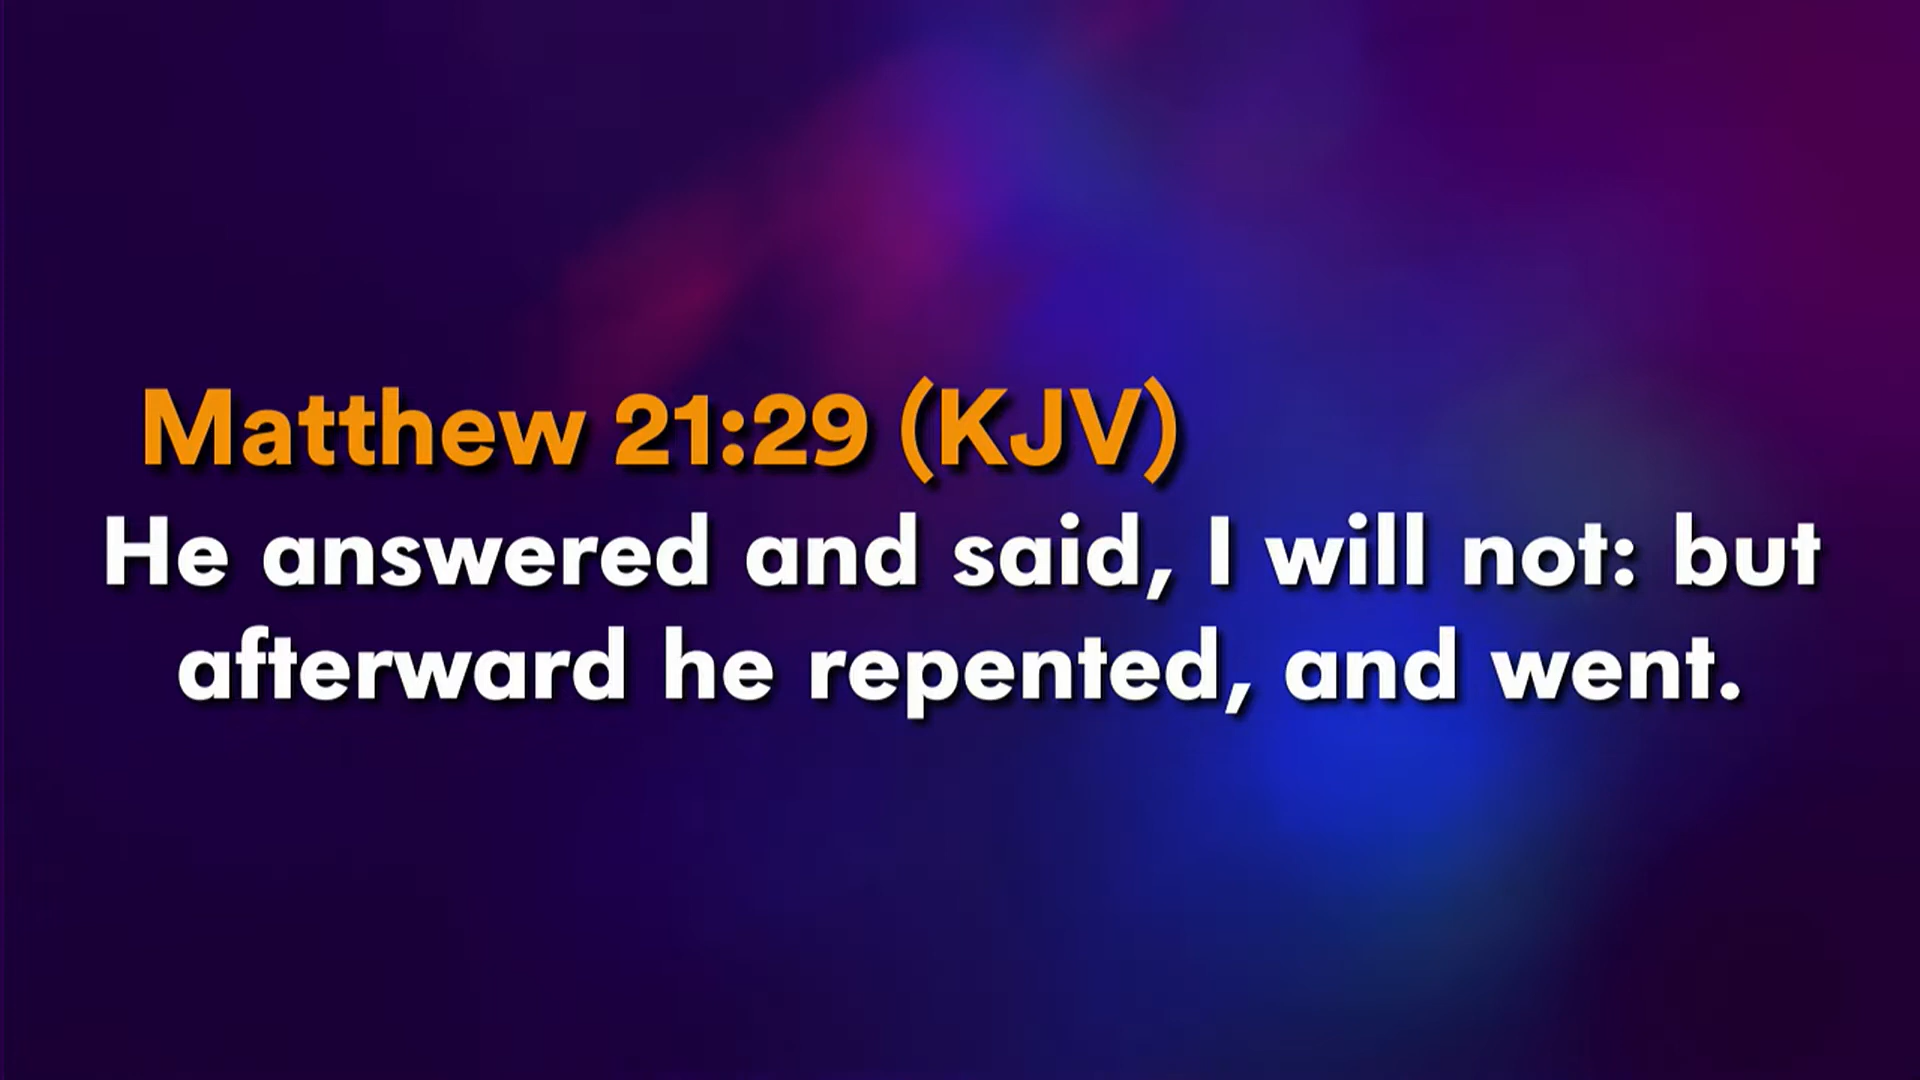 Matthew 21:29 (KJV)
He answered and said, I will not: but
afterward he repented, and went.